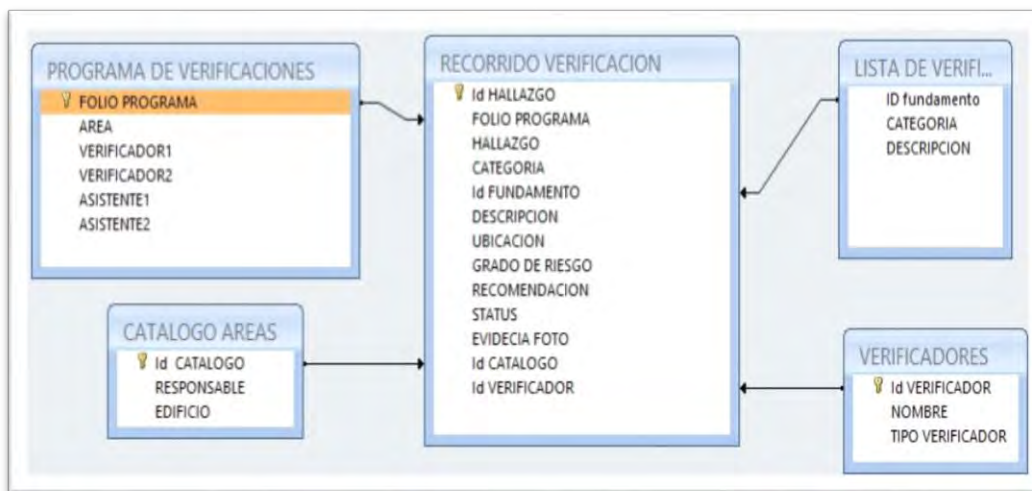 PROGRAMA DE VERIFICACIONES
FOLIO PROGRAMA
AREA
VERIFICADOR1
VERIFICADOR2
ASISTENTE1
ASISTENTE2
RECORRIDO VERIFICACION
Id HALLAZGO
FOLIO PROGRAMA
HALLAZGO
CATEGORIA
Id FUNDAMENTO
DESCRIPCION
UBICACION
GRADO DE RIESGO
RECOMENDACION
STATUS
EVIDECIA FOTO
Id CATALOGO
Id VERIFICADOR
LISTA DE VERIFI...
ID fundamento
CATEGORIA
DESCRIPCION
CATALOGO AREAS
Id CATALOGO
RESPONSABLE
EDIFICIO
VERIFICADORES
Id VERIFICADOR
NOMBRE
TIPO VERIFICADOR